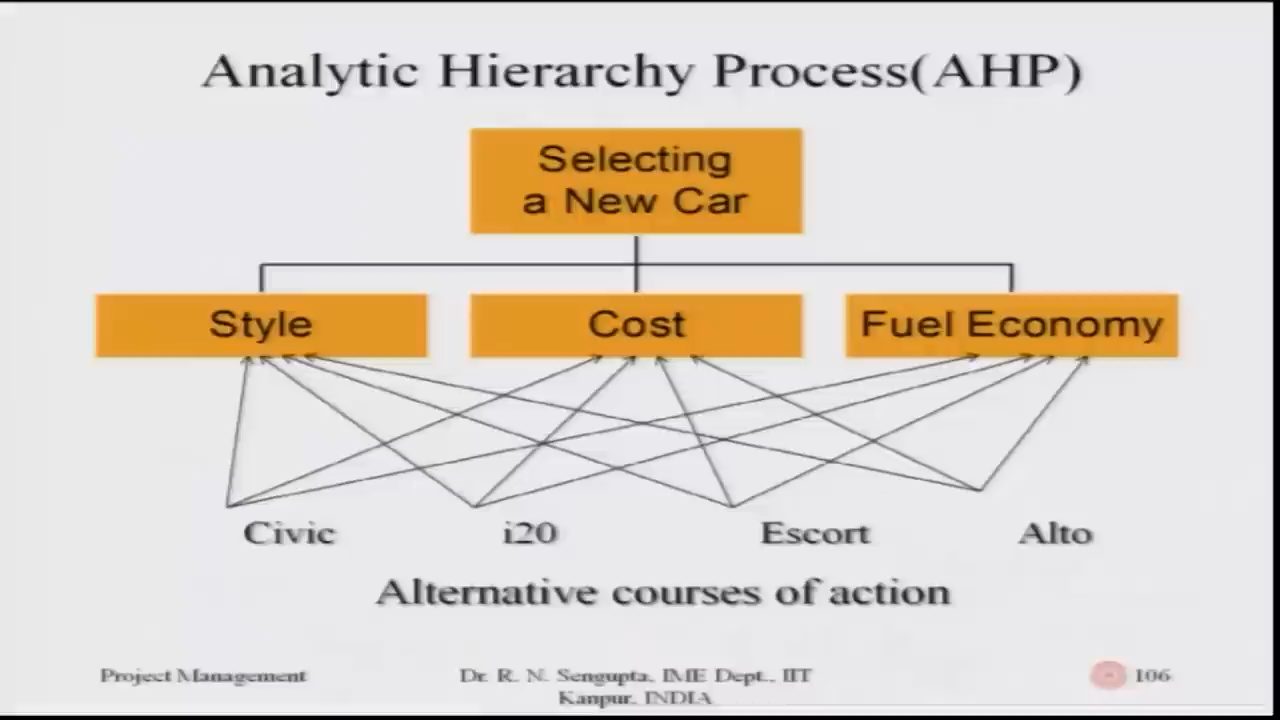 Analytic Hierarchy Process(AHP)
Selecting
a New Car
Style
Cost
Fuel Economy
Civic
i20
Escort
Alto
Alternative courses of action
Project Management
Dr. R. N. Sengupta, IME Dept., IIT
Kanpur, INDIA
106